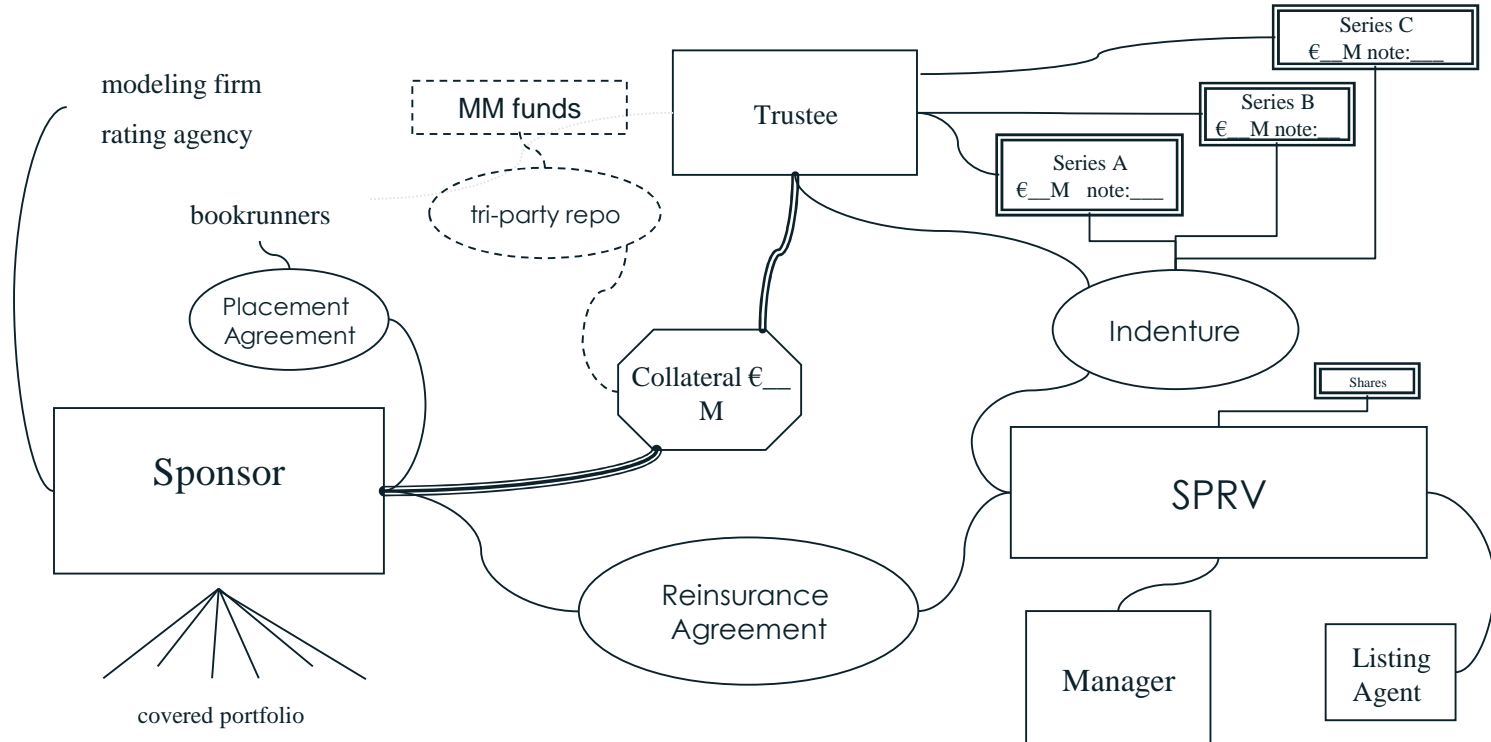 Series C
€__M note:___
modeling firm
MM funds
Trustee
Series B
€__M note:__
rating agency
Series A
€__M note:___
bookrunners
tri-party repo
Placement
Agreement
Indenture
Collateral €__
M
Shares
Sponsor
SPRV
Reinsurance
Agreement
Manager
Listing
Agent
covered portfolio